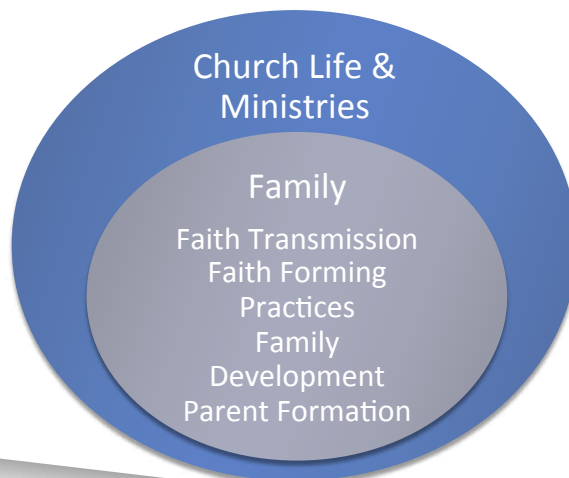 Church Life &
Ministries
Family
Faith Transmission
Faith Forming
Practices
Family
Development
Parent Formation